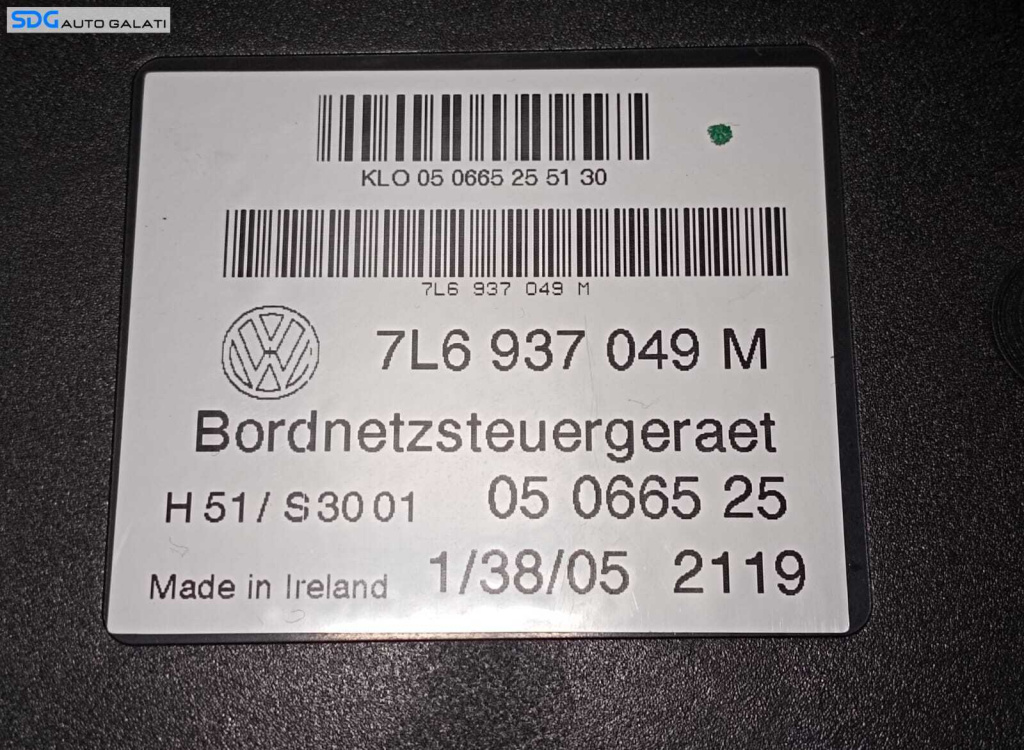 SDG AUTO GALATI
KLO 05 0665 25 51 30
7L6 937 049 M
7L6 937 049 M
Bordnetzsteuergeraet
H 51 / S 30 01 05 0665 25
Made in Ireland 1/38/05 2119